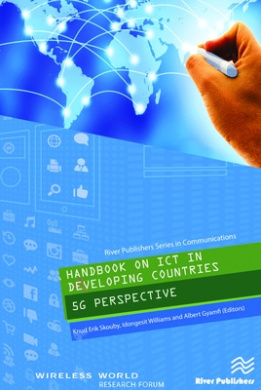 River Publishers Series in Communications
HANDBOOK ON ICT IN
DEVELOPING COUNTRIES
5G PERSPECTIVE
Knud Erik Skouby, Idongesit Williams and Albert Gyamfi (Editors)
WIRELESS WORLD
RESEARCH FORUM
River Publishers